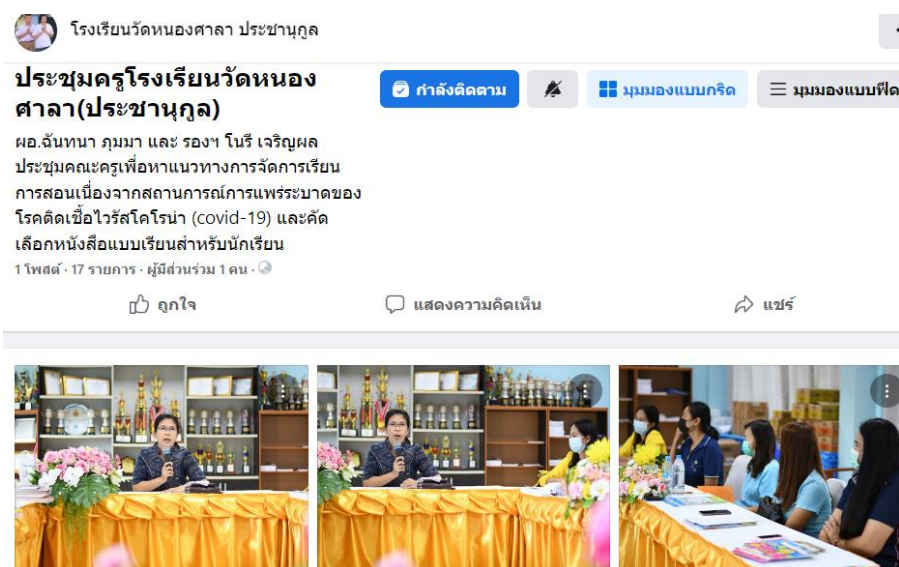 โรงเรียนวัดหนองศาลา ประชานุกูล
ประชุมครูโรงเรียนวัดหนอง
ศาลา(ประชานุกูล)
กำลังติดตาม
มุมมองแบบกริด
มุมมองแบบฟีด
ผอ.ฉันทนา ภุมมา และ รองฯ โนรี เจริญผล
ประชุมคณะครูเพื่อหาแนวทางการจัดการเรียน
การสอนเนื่องจากสถานการณ์การแพร่ระบาดของ
โรคติดเชื้อไวรัสโคโรน่า (covid-19) และคัด
เลือกหนังสือแบบเรียนสำหรับนักเรียน
1 โพสต์ · 17 รายการ · ผู้มีส่วนร่วม 1 คน ·
ถูกใจ
แสดงความคิดเห็น
แชร์